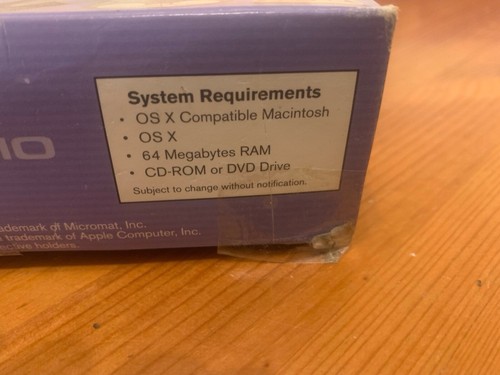 System Requirements
• OS X Compatible Macintosh
• OS X
• 64 Megabytes RAM
• CD-ROM or DVD Drive
Subject to change without notification.
of Micromat, Inc.
trademark of Apple Computer, Inc.
holders.